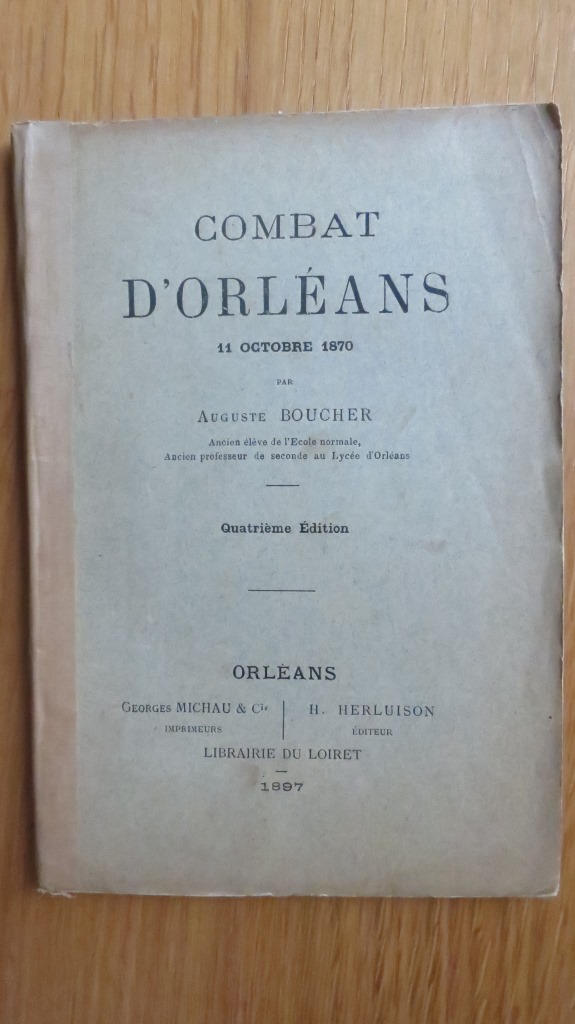 COMBAT
D'ORLÉANS
11 OCTOBRE 1870
PAR
AUGUSTE BOUCHER
Ancien élève de l'Ecole normale,
Ancien professeur de seconde au Lycée d'Orléans
Quatrième Édition
ORLÉANS
GEORGES MICHAU & Cie
IMPRIMEURS
H. HERLUISON
ÉDITEUR
LIBRAIRIE DU LOIRET
1897